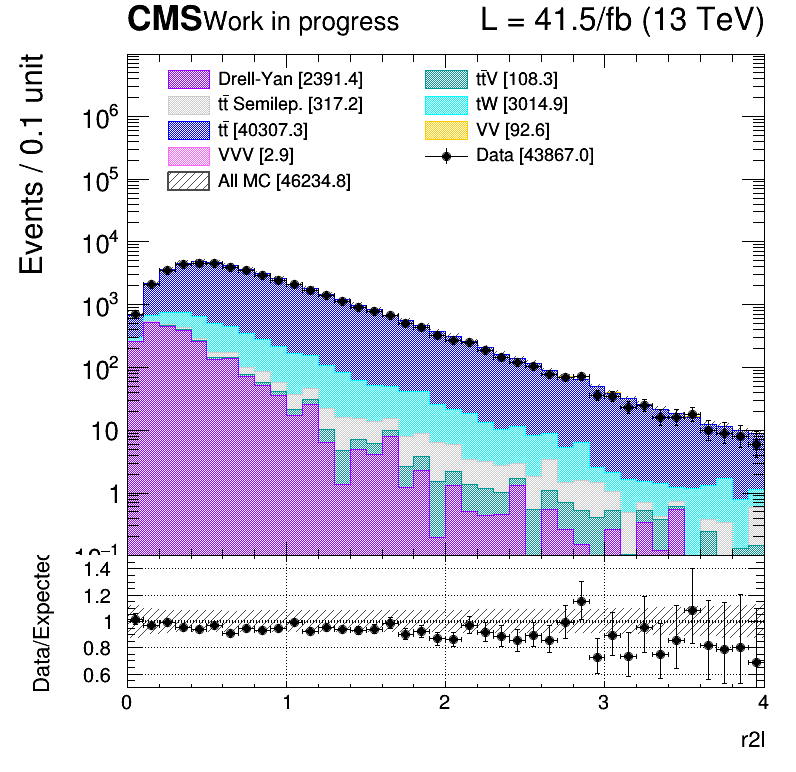 CMS Work in progress L = 41.5/fb (13 TeV)
Events / 0.1 unit
Drell-Yan [2391.4] tt̄V [108.3]
tt̄ Semilep. [317.2] tW [3014.9]
tt̄ [40307.3] VV [92.6]
VVV [2.9] Data [43867.0]
All MC [46234.8]
10⁶
10⁵
10⁴
10³
10²
10
1
10⁻¹
Data/Expected
1.4
1.2
1
0.8
0.6
0 1 2 3 4
r2l